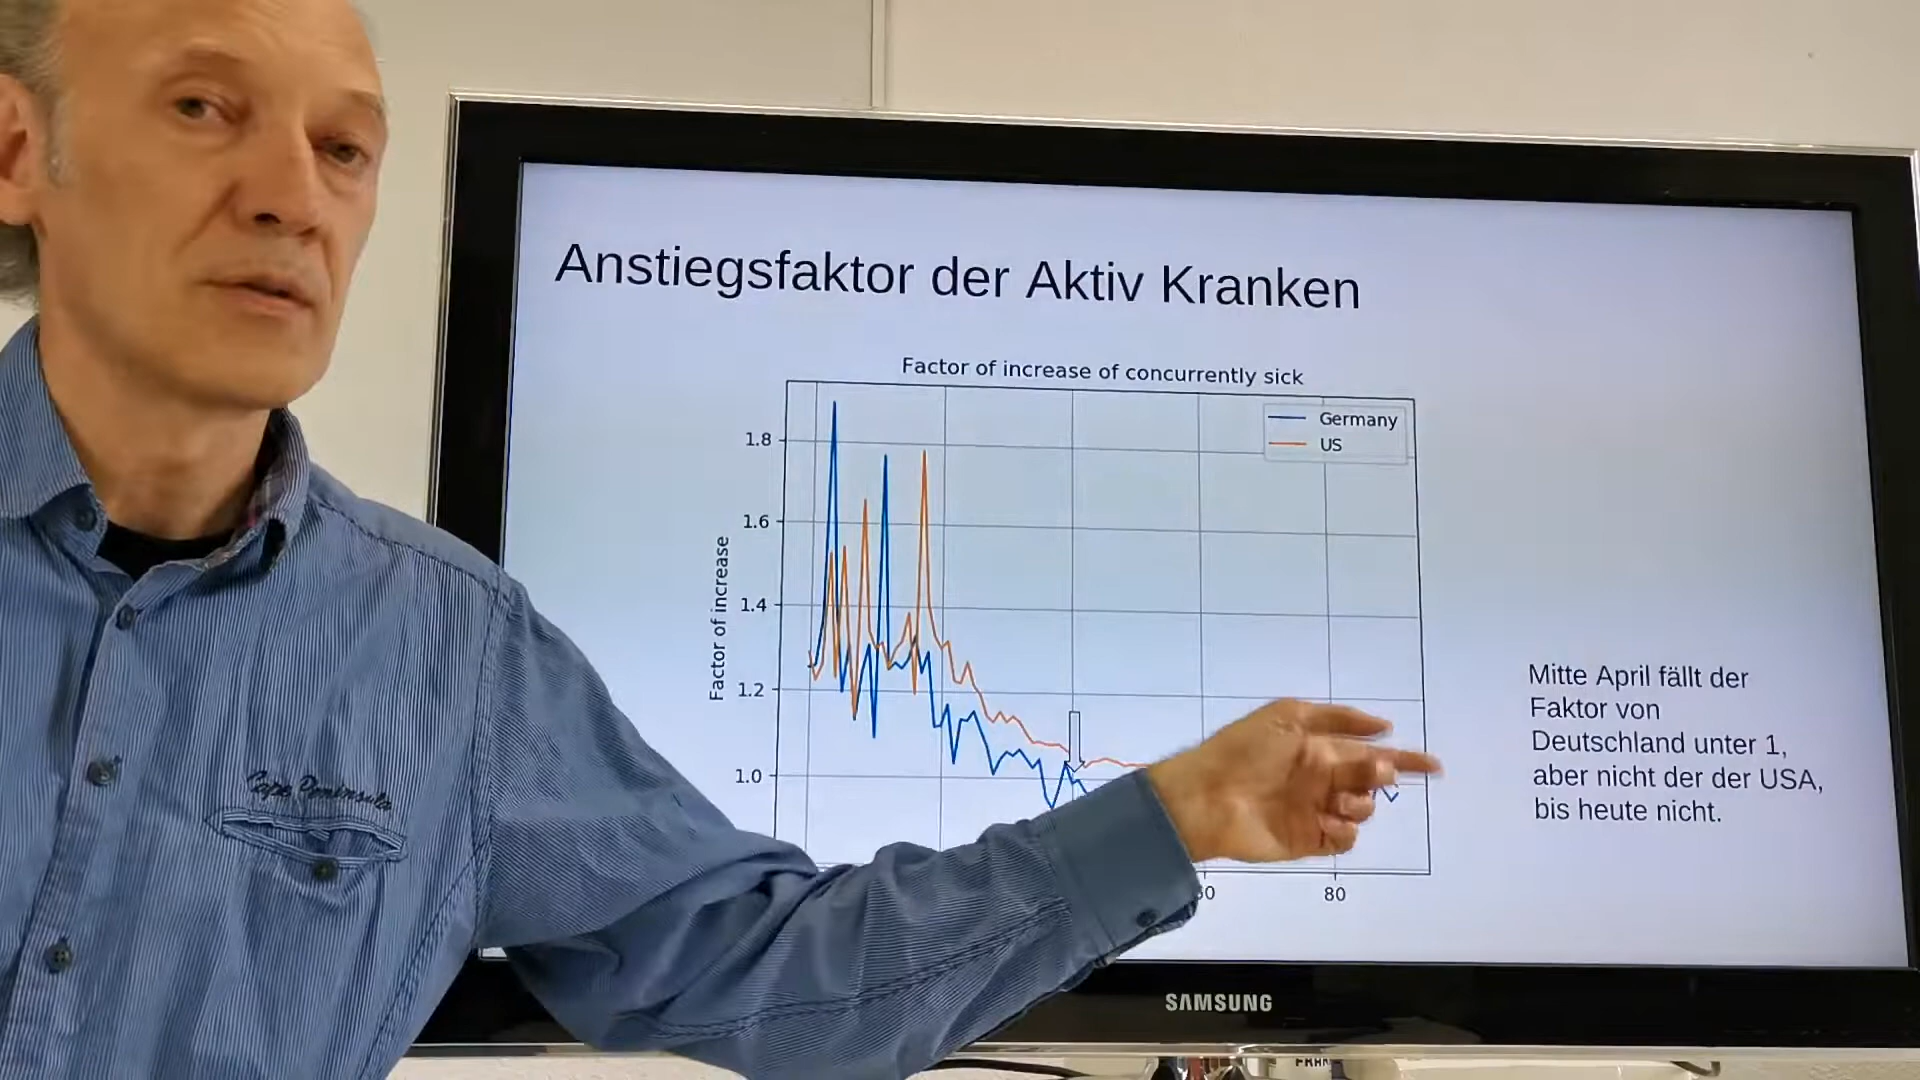 Anstiegsfaktor der Aktiv Kranken
Factor of increase of concurrently sick
Germany
US
1.8
1.6
1.4
1.2
1.0
Factor of increase
80
Mitte April fällt der
Faktor von
Deutschland unter 1,
aber nicht der der USA,
bis heute nicht.
Cape Peninsula
SAMSUNG